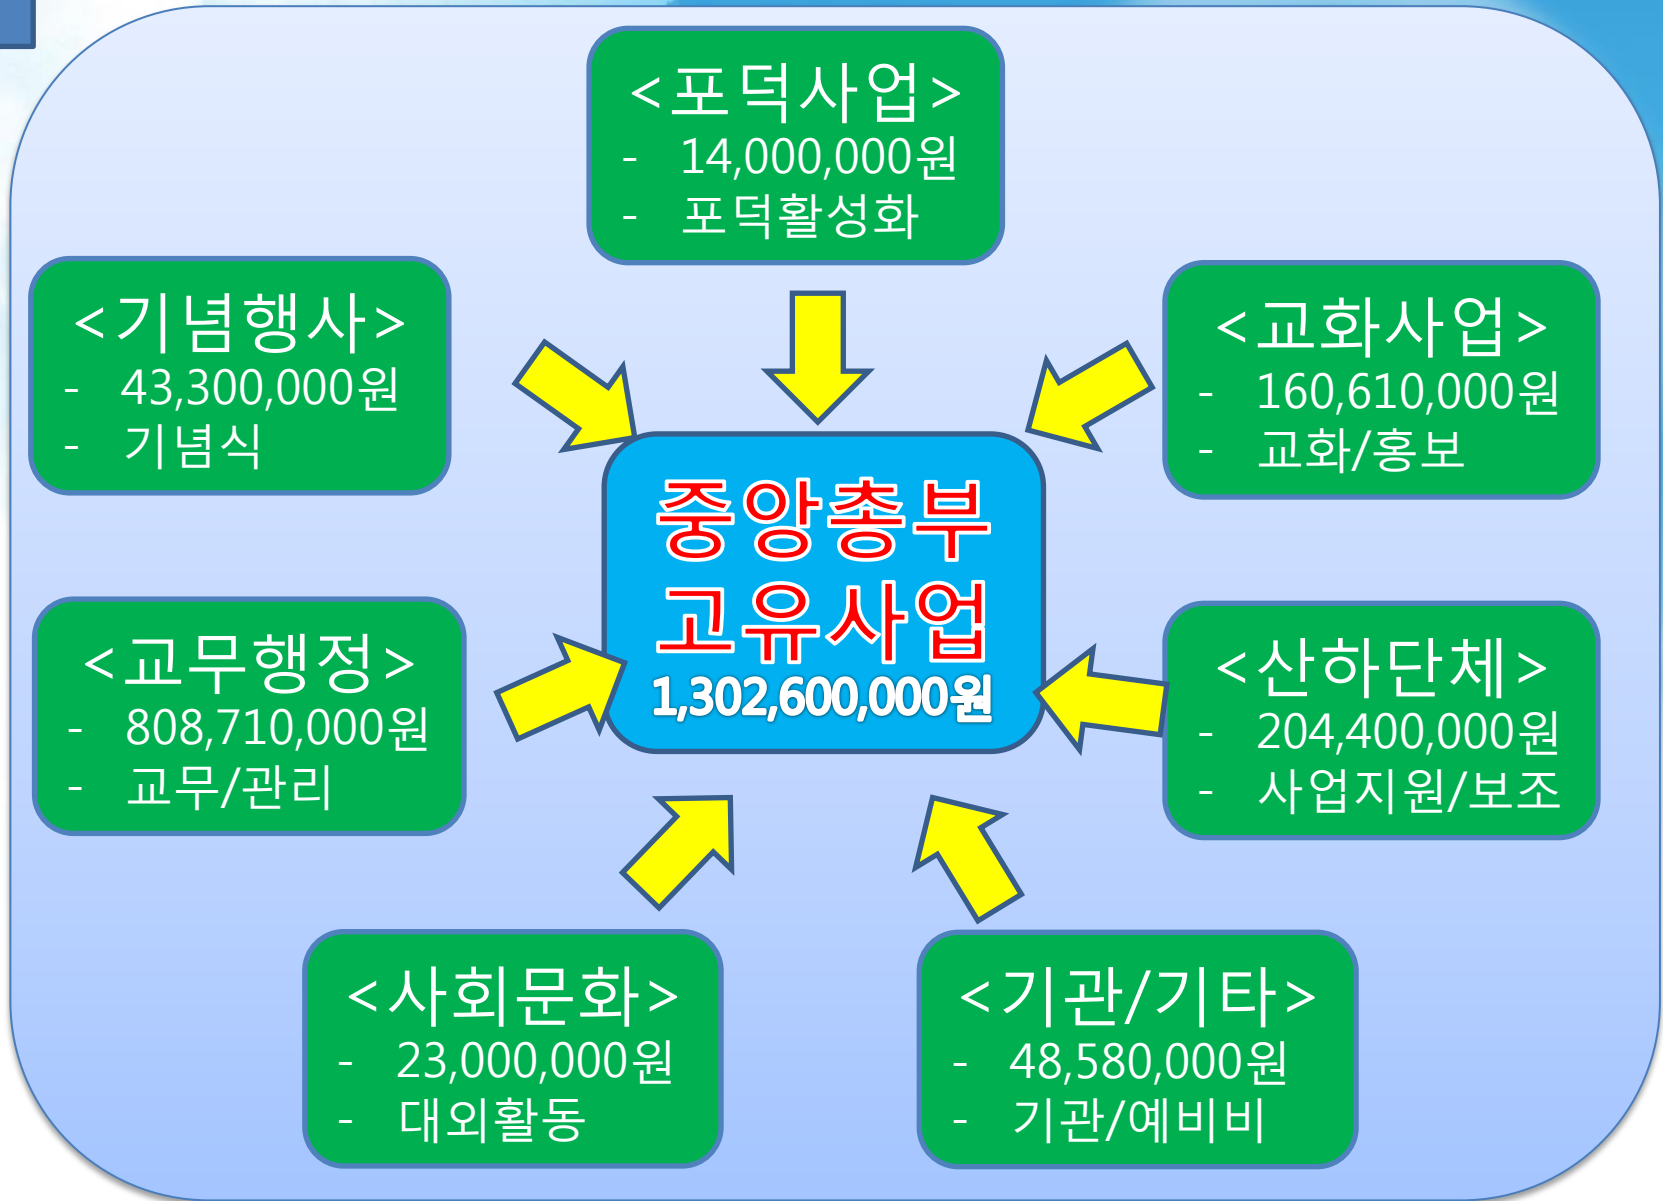 <포덕사업>
- 14,000,000원
- 포덕활성화
<기념행사>
- 43,300,000원
- 기념식
<교화사업>
- 160,610,000원
- 교화/홍보
중앙총부
고유사업
1,302,600,000원
<교무행정>
- 808,710,000원
- 교무/관리
<산하단체>
- 204,400,000원
- 사업지원/보조
<사회문화>
- 23,000,000원
- 대외활동
<기관/기타>
- 48,580,000원
- 기관/예비비